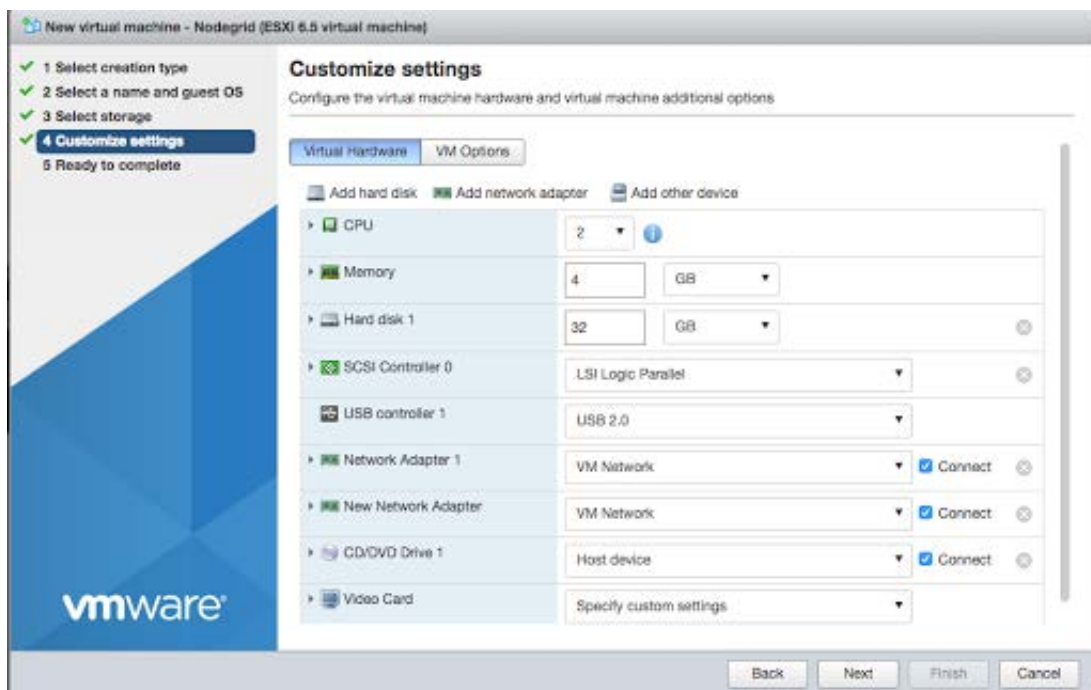 New virtual machine - Nodegrid (ESXi 6.5 virtual machine)
1 Select creation type
2 Select a name and guest OS
3 Select storage
4 Customize settings
5 Ready to complete
Customize settings
Configure the virtual machine hardware and virtual machine additional options
Virtual Hardware VM Options
Add hard disk Add network adapter Add other device
CPU 2
Memory 4 GB
Hard disk 1 32 GB
SCSI Controller 0 LSI Logic Parallel
USB controller 1 USB 2.0
Network Adapter 1 VM Network Connect
New Network Adapter VM Network Connect
CD/DVD Drive 1 Host device Connect
Video Card Specify custom settings
vmware
Back Next Finish Cancel